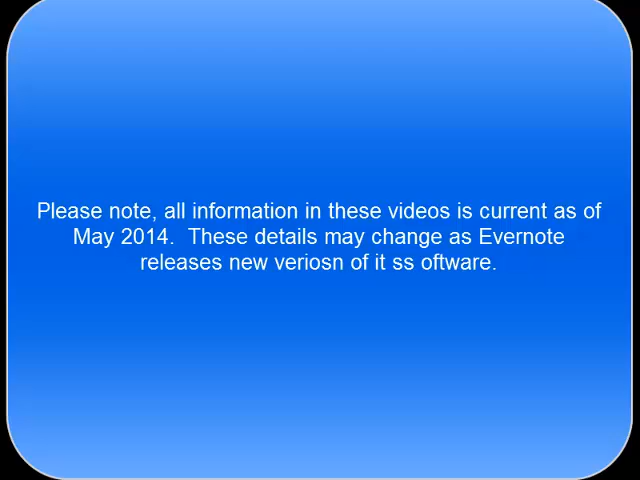 Please note, all information in these videos is current as of
May 2014.  These details may change as Evernote
releases new veriosn of it ss oftware.